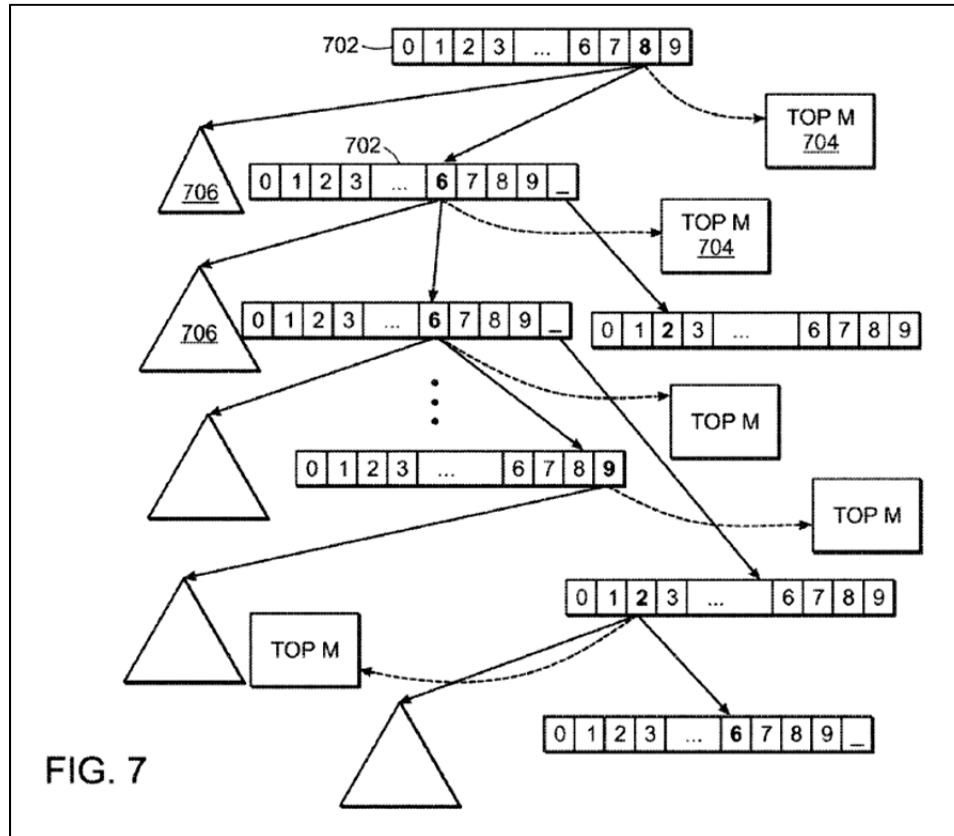 702 0 1 2 3 ... 6 7 8 9
TOP M
704
702
706 0 1 2 3 ... 6 7 8 9 _
TOP M
704
706 0 1 2 3 ... 6 7 8 9 _
0 1 2 3 ... 6 7 8 9
TOP M
0 1 2 3 ... 6 7 8 9
TOP M
0 1 2 3 ... 6 7 8 9
TOP M
0 1 2 3 ... 6 7 8 9 _
FIG. 7